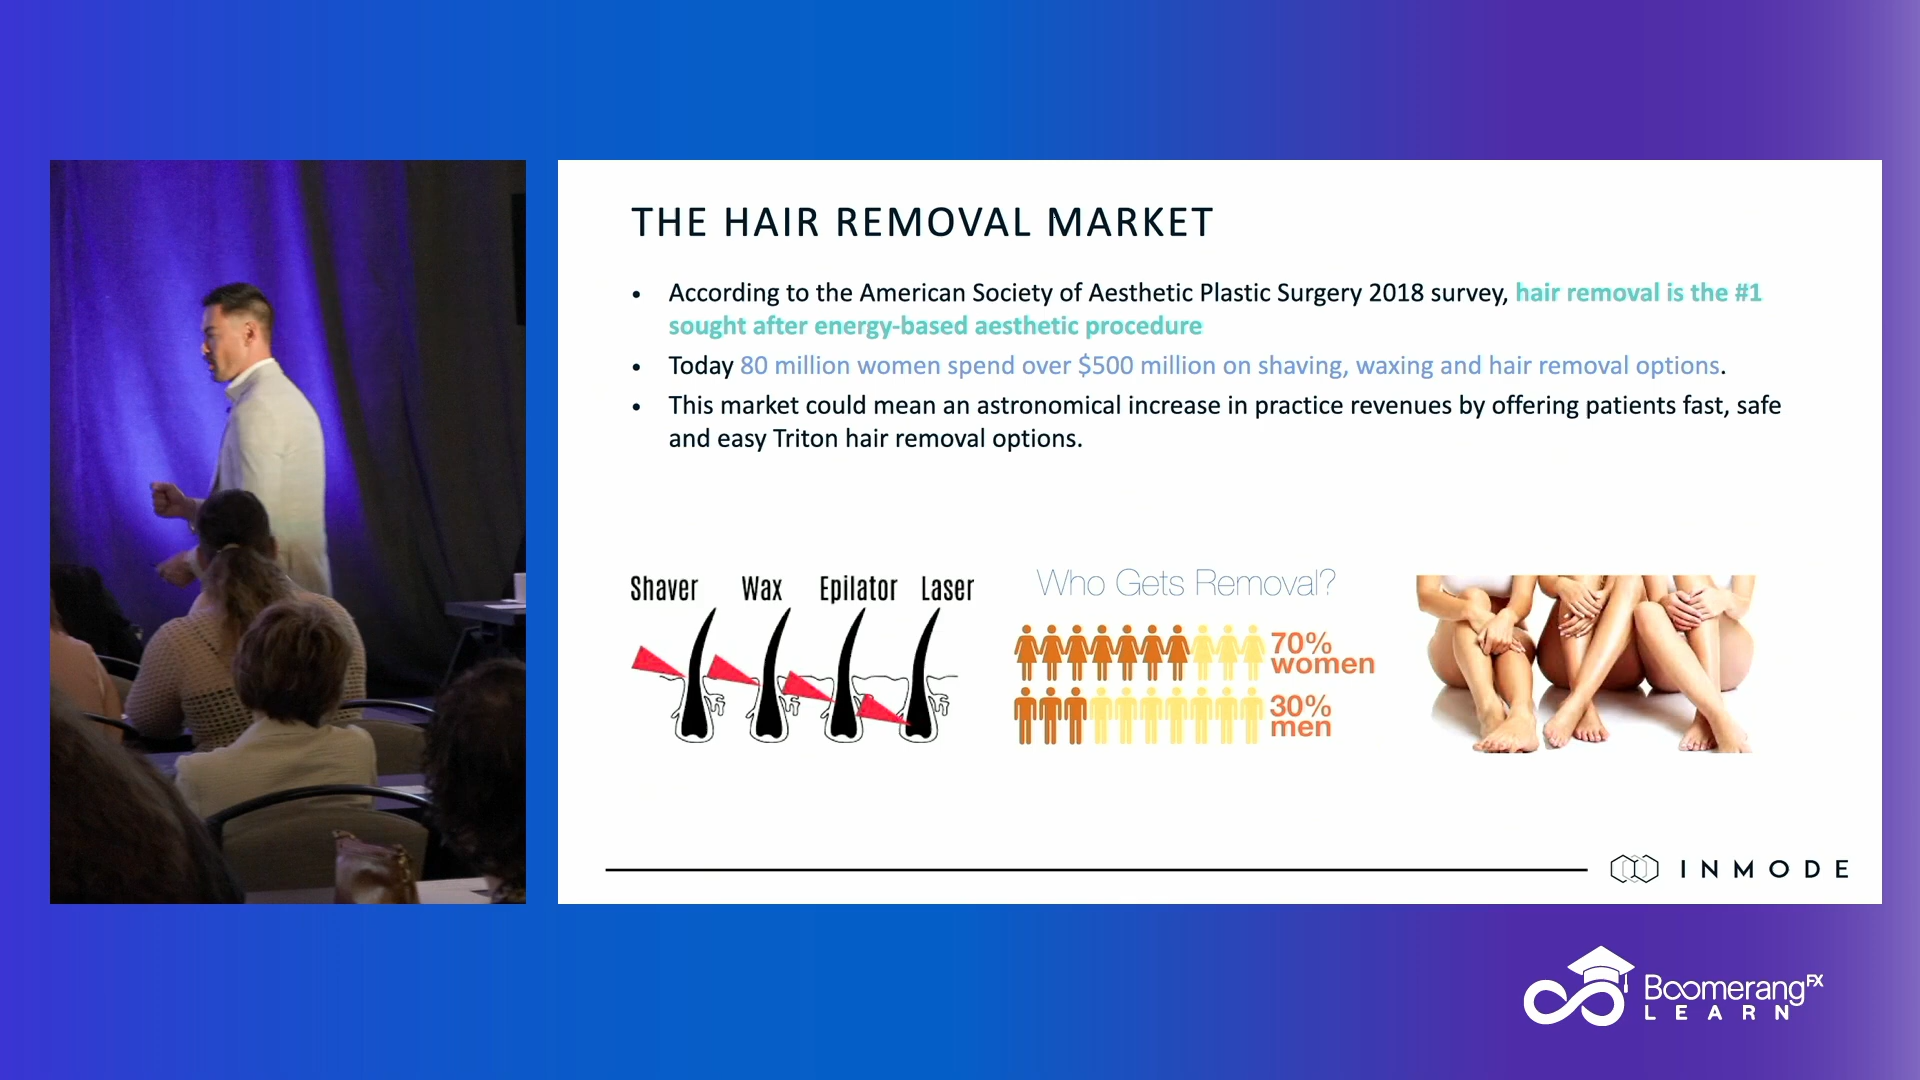 THE HAIR REMOVAL MARKET
• According to the American Society of Aesthetic Plastic Surgery 2018 survey, hair removal is the #1
sought after energy-based aesthetic procedure
• Today 80 million women spend over $500 million on shaving, waxing and hair removal options.
• This market could mean an astronomical increase in practice revenues by offering patients fast, safe
and easy Triton hair removal options.
Shaver Wax Epilator Laser
Who Gets Removal?
70%
women
30%
men
INMODE
BoomerangFX
LEARN